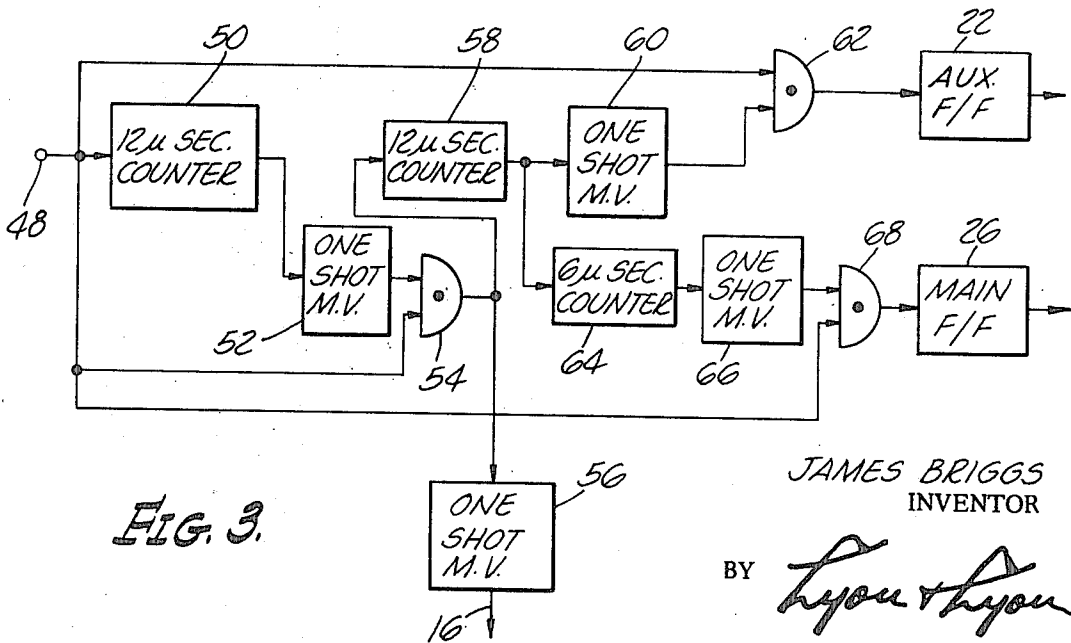 50
58
60
62
22
12μ SEC.
COUNTER
12μ SEC.
COUNTER
ONE
SHOT
M.V.
AUX.
F/F
48
ONE
SHOT
M.V.
52
54
6μ SEC.
COUNTER
64
ONE
SHOT
M.V.
66
68
26
MAIN
F/F
ONE
SHOT
M.V.
56
16
FIG. 3.
JAMES BRIGGS
INVENTOR
BY Lyon & Lyon